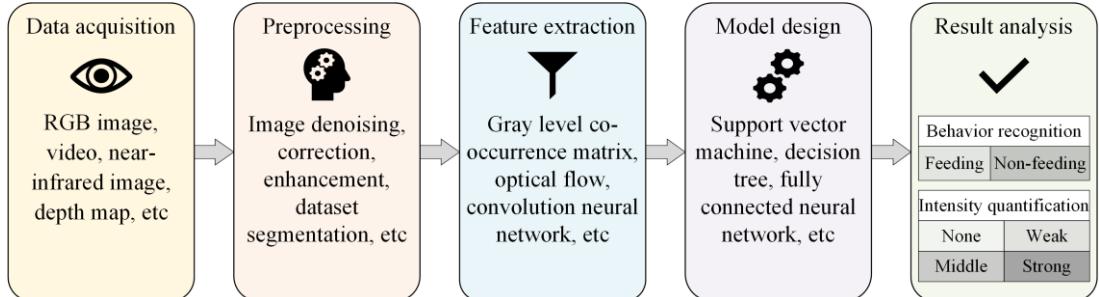 Data acquisition
RGB image,
video, near-
infrared image,
depth map, etc
Preprocessing
Image denoising,
correction,
enhancement,
dataset
segmentation, etc
Feature extraction
Gray level co-
occurrence matrix,
optical flow,
convolution neural
network, etc
Model design
Support vector
machine, decision
tree, fully
connected neural
network, etc
Result analysis
Behavior recognition
Feeding Non-feeding
Intensity quantification
None Weak
Middle Strong